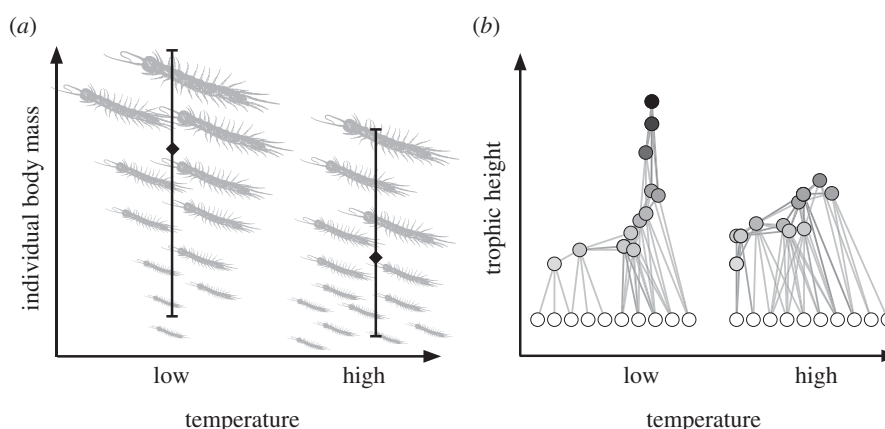 (a)
(b)
individual body mass
trophic height
low
high
low
high
temperature
temperature